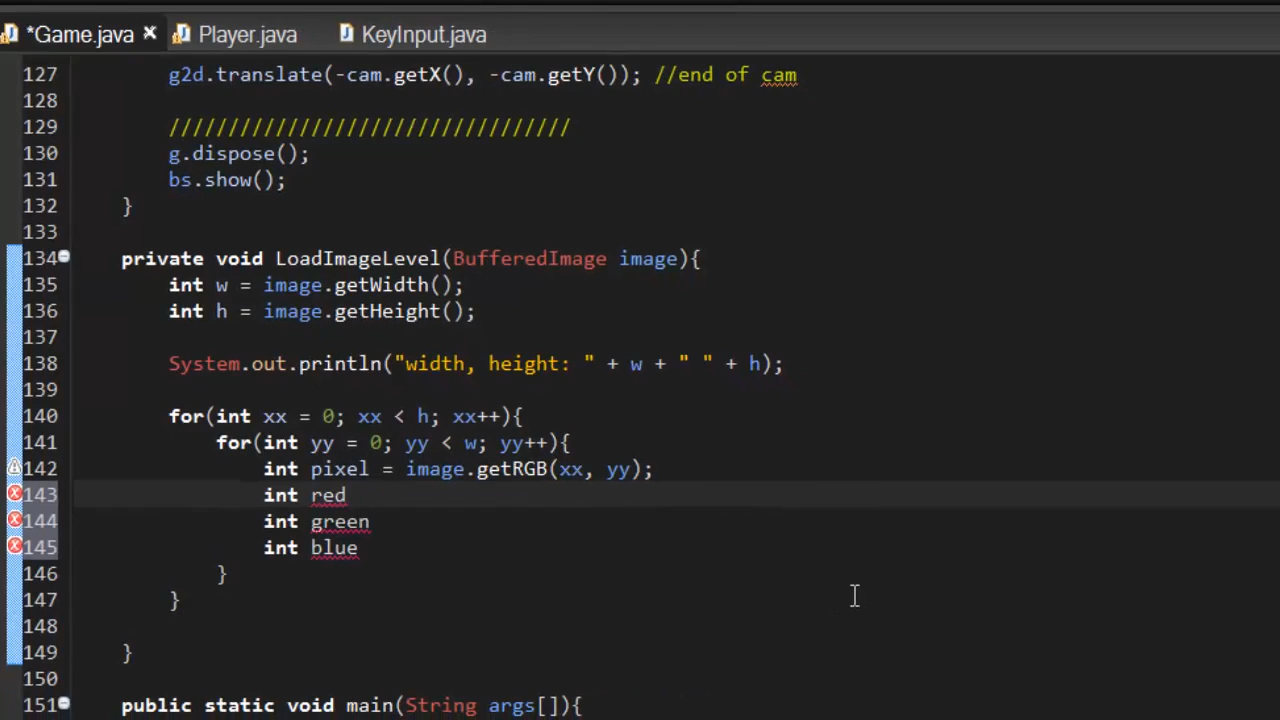 *Game.java Player.java KeyInput.java
127 g2d.translate(-cam.getX(), -cam.getY()); //end of cam
128
129 //////////////////////////////////
130 g.dispose();
131 bs.show();
132 }
133
134 private void LoadImageLevel(BufferedImage image){
135 int w = image.getWidth();
136 int h = image.getHeight();
137
138 System.out.println("width, height: " + w + " " + h);
139
140 for(int xx = 0; xx < h; xx++){
141 for(int yy = 0; yy < w; yy++){
142 int pixel = image.getRGB(xx, yy);
143 int red
144 int green
145 int blue
146 }
147 }
148
149 }
150
151 public static void main(String args[]){